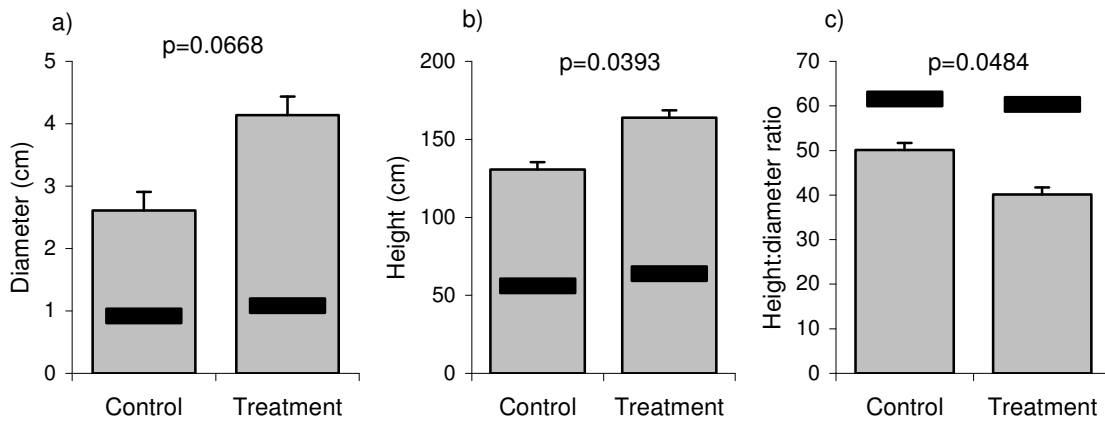 a)
p=0.0668
Diameter (cm)
5
4
3
2
1
0
Control Treatment
b)
p=0.0393
Height (cm)
200
150
100
50
0
Control Treatment
c)
p=0.0484
Height:diameter ratio
70
60
50
40
30
20
10
0
Control Treatment